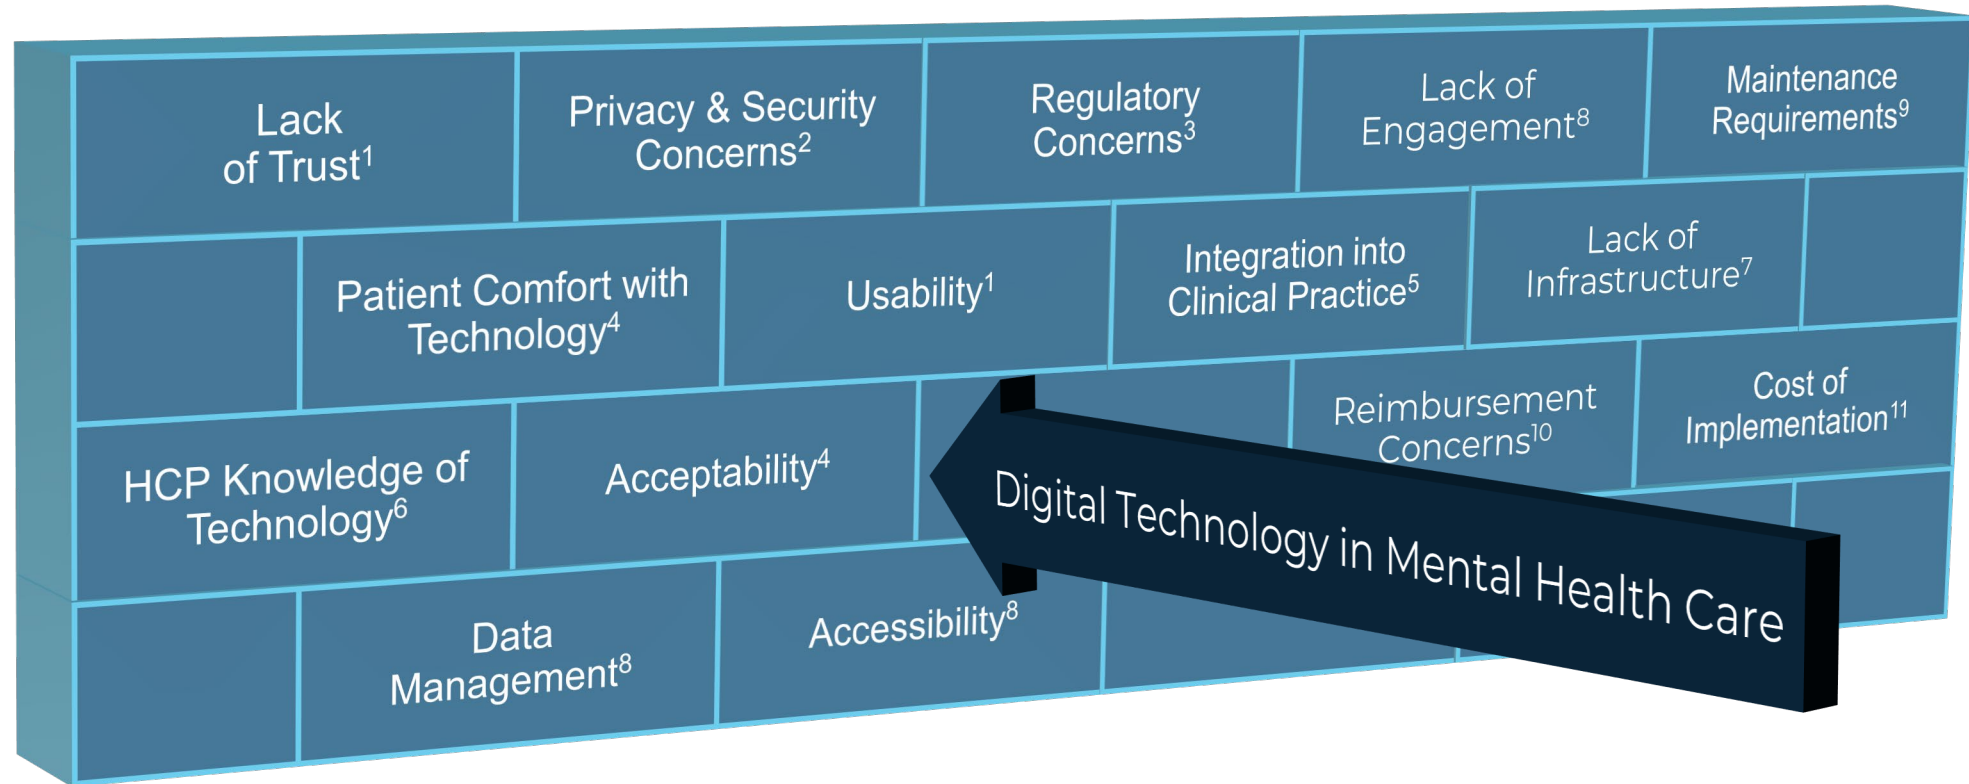 Lack
of Trust¹
Privacy & Security
Concerns²
Regulatory
Concerns³
Lack of
Engagement⁸
Maintenance
Requirements⁹
Patient Comfort with
Technology⁴
Usability¹
Integration into
Clinical Practice⁵
Lack of
Infrastructure⁷
HCP Knowledge of
Technology⁶
Acceptability⁴
Reimbursement
Concerns¹⁰
Cost of
Implementation¹¹
Data
Management⁸
Accessibility⁸
Digital Technology in Mental Health Care